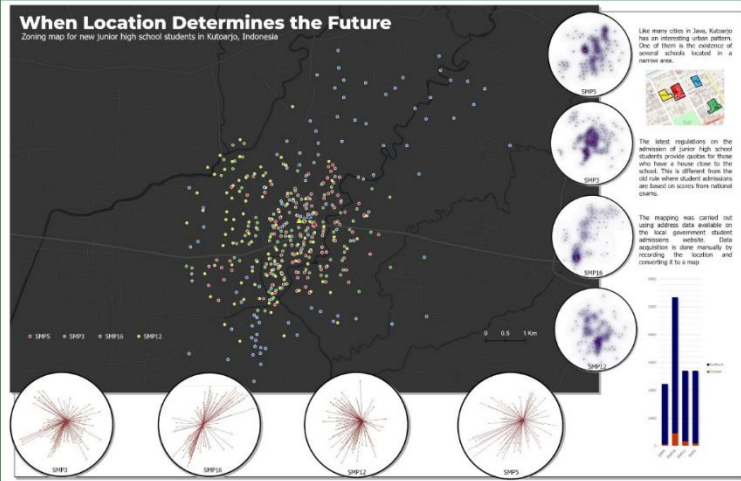 When Location Determines the Future
Zoning map for new junior high school students in Kutoarjo, Indonesia
SMP5
Like many cities in Java, Kutoarjo
has an interesting urban pattern.
One of them is the existence of
several schools located in a
narrow area.
SMP3
The latest regulations on the
admission of junior high school
students provide quotas for those
who have a house close to the
school. This is different from the
old rule where student admissions
are based on scores from national
exams.
SMP16
The mapping was carried out
using address data available on
the local government student
admissions website. Data
acquistion is done manually by
recording the location and
converting it to a map
SMP12
SMP5 SMP3 SMP16 SMP12
0 0.5 1 Km
SMP3
SMP16
SMP12
SMP5